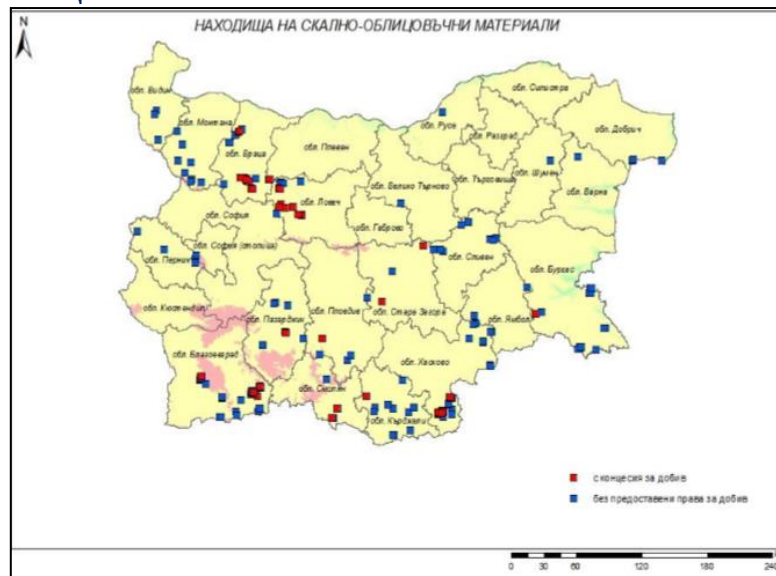 НАХОДИЩА НА СКАЛНО-ОБЛИЦОВЪЧНИ МАТЕРИАЛИ
N
обл. Видин
обл. Монтана
обл. Враца
обл. Плевен
обл. Русе
обл. Силистра
обл. Разград
обл. Добрич
обл. Велико Търново
обл. Търговище
обл. Шумен
обл. Варна
обл. София
обл. Ловеч
обл. Габрово
обл. София (столица)
обл. Перник
обл. Сливен
обл. Бургас
обл. Кюстендил
обл. Пазарджик
обл. Пловдив
обл. Стара Загора
обл. Ямбол
обл. Благоевград
обл. Смолян
обл. Хасково
обл. Кърджали
с концесия за добив
без предоставени права за добив
0 15 30 60 120 180 240